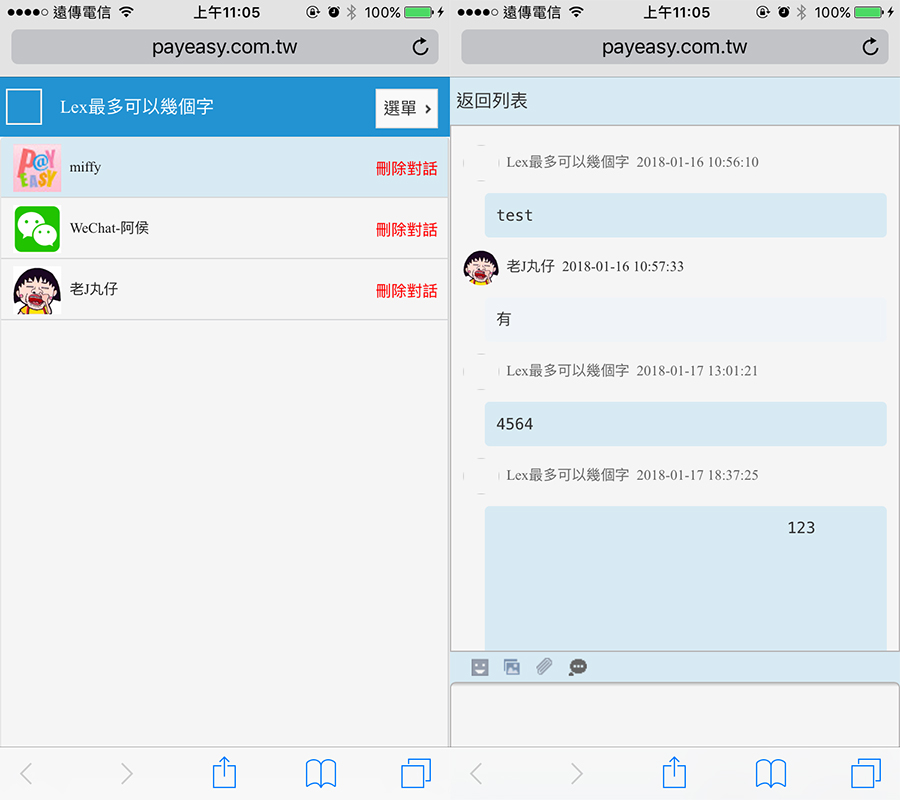 遠傳電信 上午11:05 100%
payeasy.com.tw
Lex最多可以幾個字 選單 ›
P@Y EASY
miffy 刪除對話
WeChat-阿侯 刪除對話
老J丸仔 刪除對話
遠傳電信 上午11:05 100%
payeasy.com.tw
返回列表
Lex最多可以幾個字 2018-01-16 10:56:10
test
老J丸仔 2018-01-16 10:57:33
有
Lex最多可以幾個字 2018-01-17 13:01:21
4564
Lex最多可以幾個字 2018-01-17 18:37:25
123